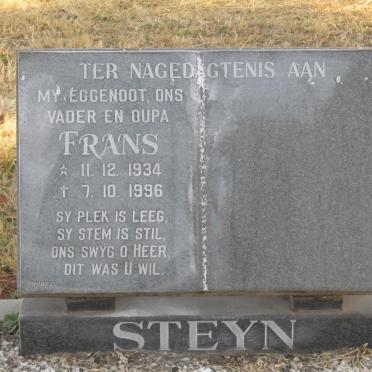 TER NAGEDAGTENIS AAN
MY EGGENOOT, ONS
VADER EN OUPA
FRANS
☆ 11. 12. 1934
† 7. 10. 1996
SY PLEK IS LEEG,
SY STEM IS STIL,
ONS SWYG O HEER,
DIT WAS U WIL.
STEYN